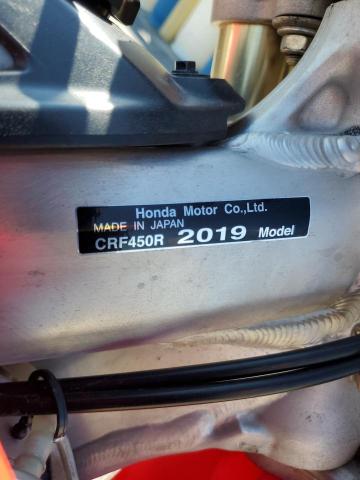 Honda Motor Co.,Ltd.
MADE IN JAPAN
CRF450R 2019 Model